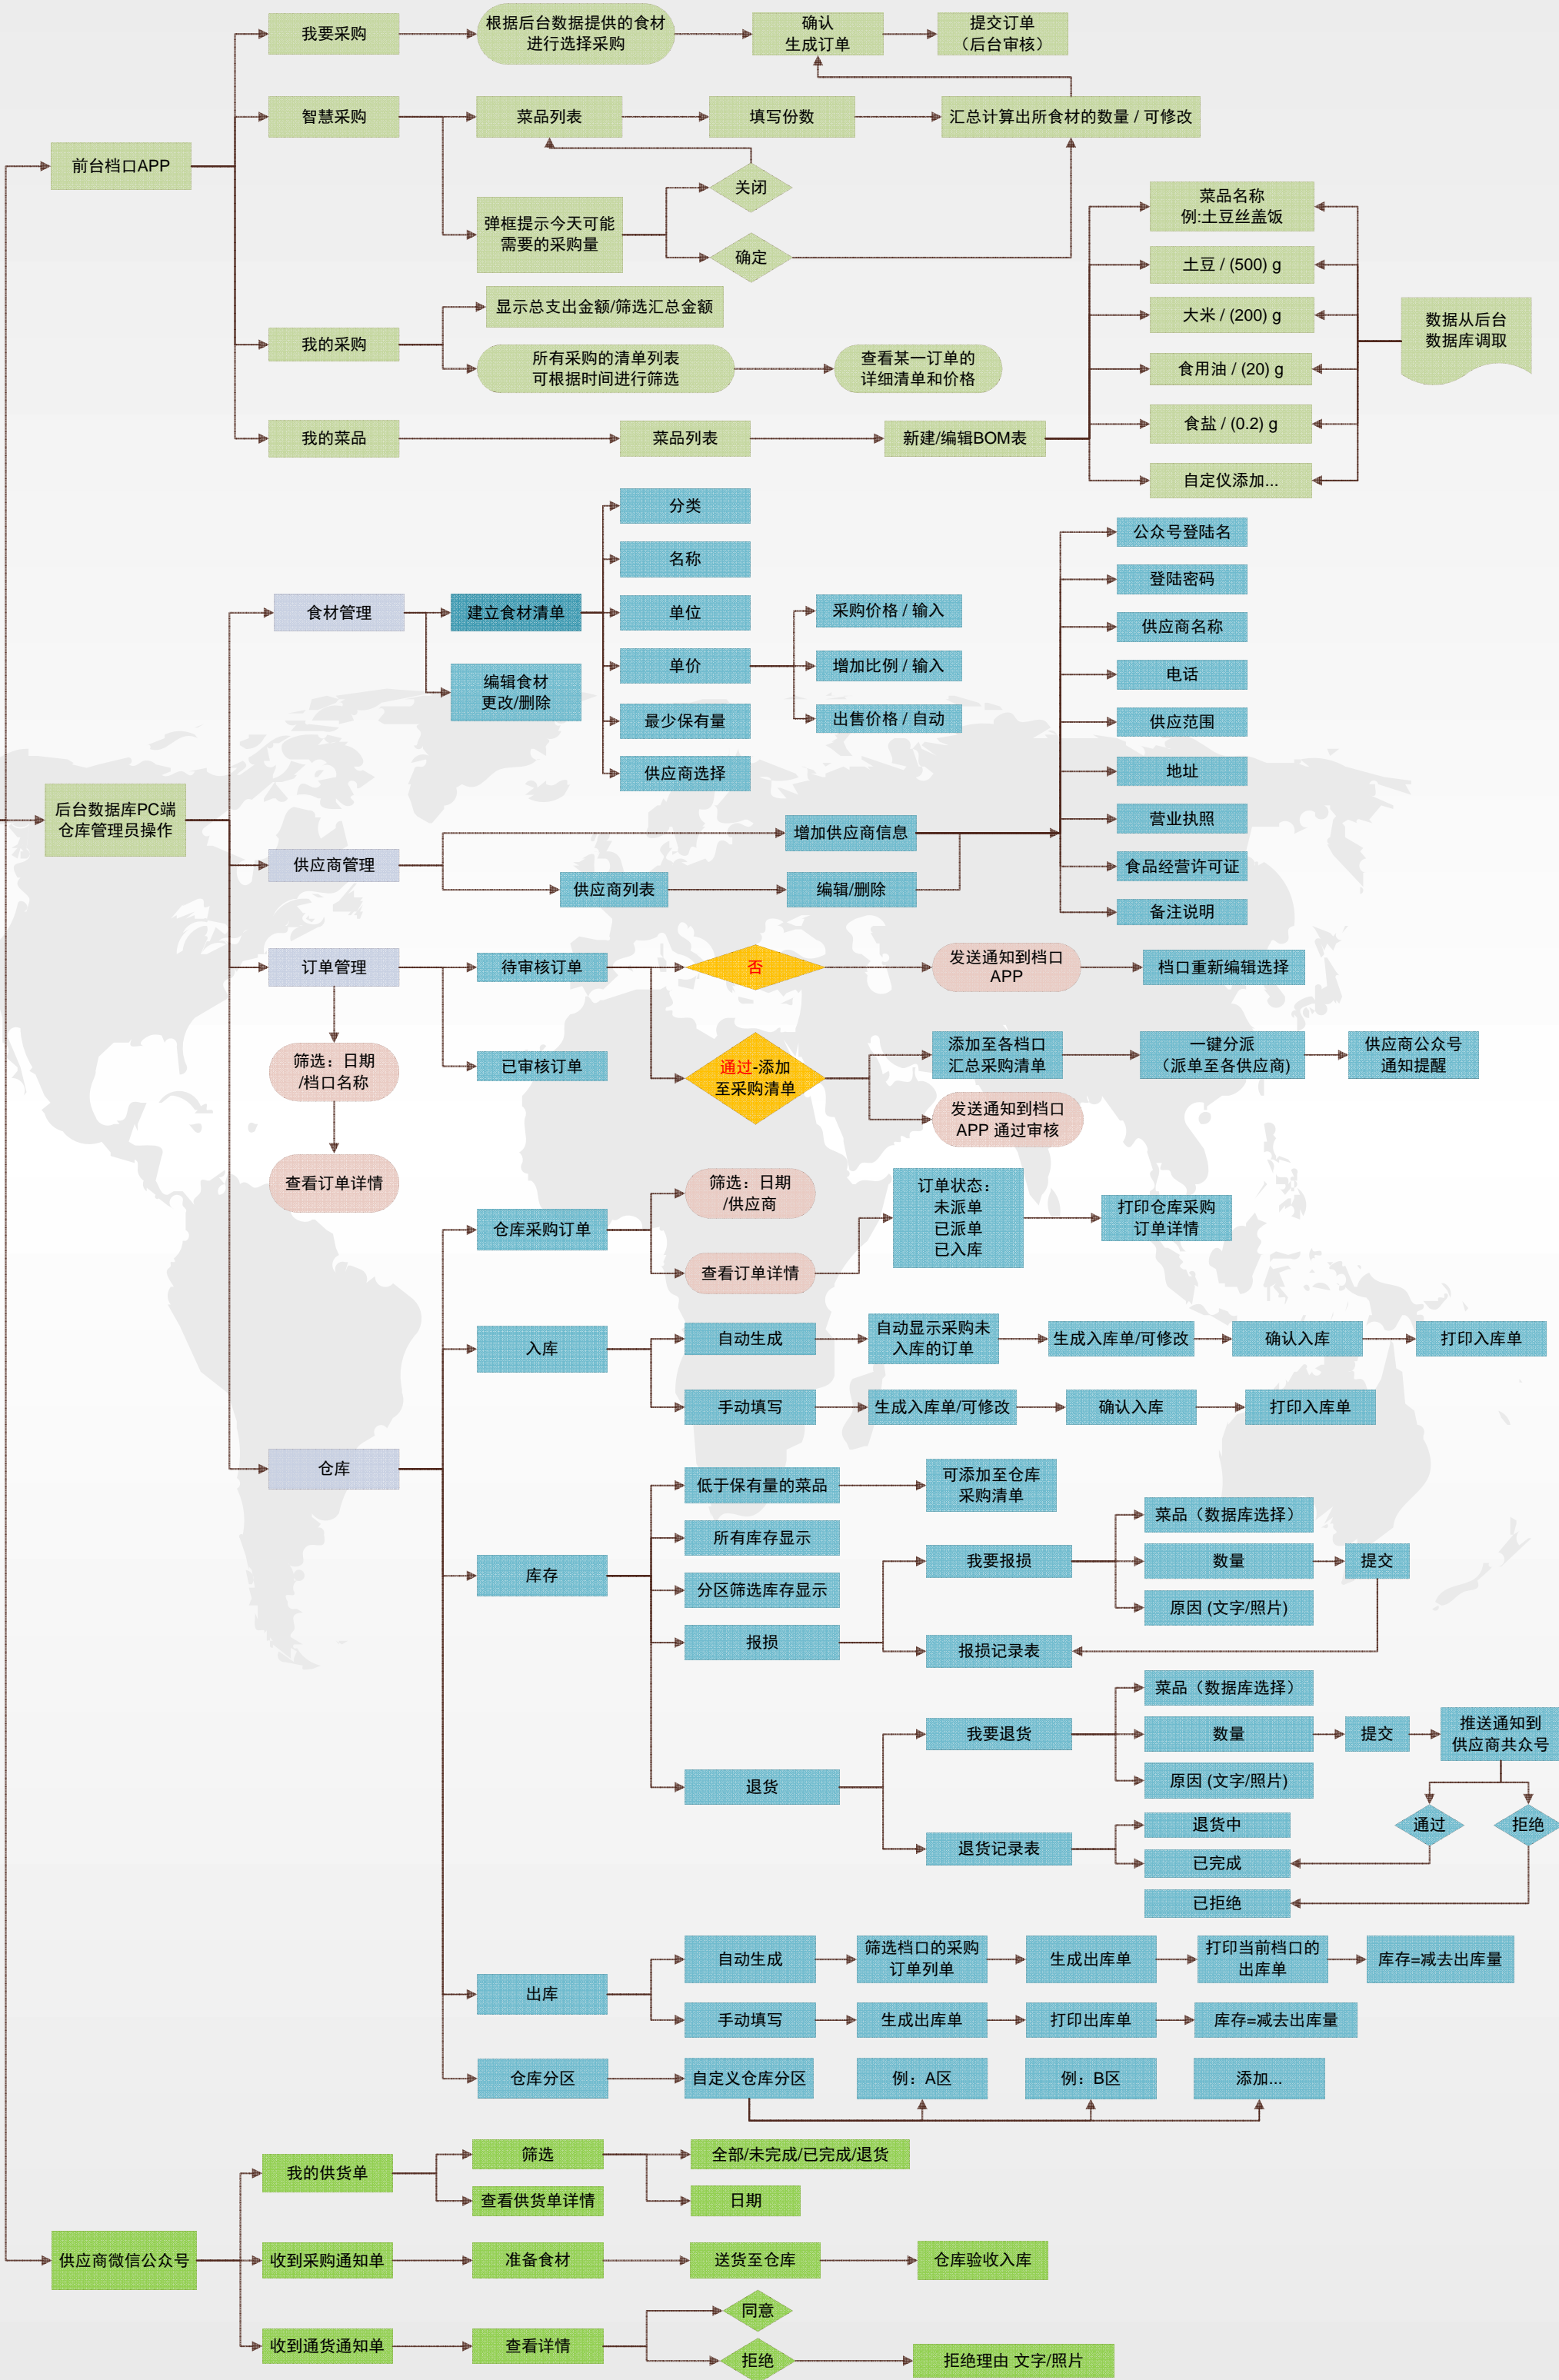 我要采购
根据后台数据提供的食材
进行选择采购
确认
生成订单
提交订单
（后台审核）
智慧采购
菜品列表
填写份数
汇总计算出所食材的数量 / 可修改
前台档口APP
关闭
弹框提示今天可能
需要的采购量
确定
菜品名称
例:土豆丝盖饭
土豆 / (500) g
大米 / (200) g
食用油 / (20) g
食盐 / (0.2) g
自定仪添加...
数据从后台
数据库调取
显示总支出金额/筛选汇总金额
我的采购
所有采购的清单列表
可根据时间进行筛选
查看某一订单的
详细清单和价格
我的菜品
菜品列表
新建/编辑BOM表
分类
名称
食材管理
建立食材清单
单位
单价
采购价格 / 输入
增加比例 / 输入
出售价格 / 自动
编辑食材
更改/删除
最少保有量
供应商选择
公众号登陆名
登陆密码
供应商名称
电话
供应范围
地址
营业执照
食品经营许可证
备注说明
后台数据库PC端
仓库管理员操作
供应商管理
增加供应商信息
供应商列表
编辑/删除
订单管理
待审核订单
否
发送通知到档口
APP
档口重新编辑选择
筛选：日期
/档口名称
已审核订单
通过-添加
至采购清单
添加至各档口
汇总采购清单
一键分派
（派单至各供应商)
供应商公众号
通知提醒
发送通知到档口
APP 通过审核
查看订单详情
仓库采购订单
筛选：日期
/供应商
查看订单详情
订单状态：
未派单
已派单
已入库
打印仓库采购
订单详情
入库
自动生成
自动显示采购未
入库的订单
生成入库单/可修改
确认入库
打印入库单
手动填写
生成入库单/可修改
确认入库
打印入库单
仓库
低于保有量的菜品
可添加至仓库
采购清单
所有库存显示
库存
分区筛选库存显示
报损
我要报损
菜品（数据库选择）
数量
提交
原因 (文字/照片)
报损记录表
退货
我要退货
菜品（数据库选择）
数量
提交
推送通知到
供应商共众号
原因 (文字/照片)
通过
拒绝
退货记录表
退货中
已完成
已拒绝
出库
自动生成
筛选档口的采购
订单列单
生成出库单
打印当前档口的
出库单
库存=减去出库量
手动填写
生成出库单
打印出库单
库存=减去出库量
仓库分区
自定义仓库分区
例：A区
例：B区
添加...
我的供货单
筛选
全部/未完成/已完成/退货
查看供货单详情
日期
供应商微信公众号
收到采购通知单
准备食材
送货至仓库
仓库验收入库
收到通货通知单
查看详情
同意
拒绝
拒绝理由 文字/照片